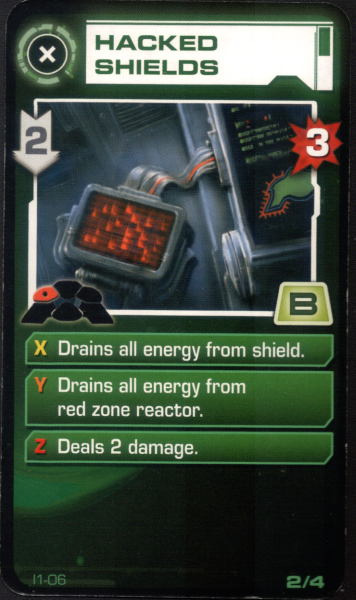 X
HACKED
SHIELDS
2
3
B
X Drains all energy from shield.
Y Drains all energy from
red zone reactor.
Z Deals 2 damage.
I1-06
2/4